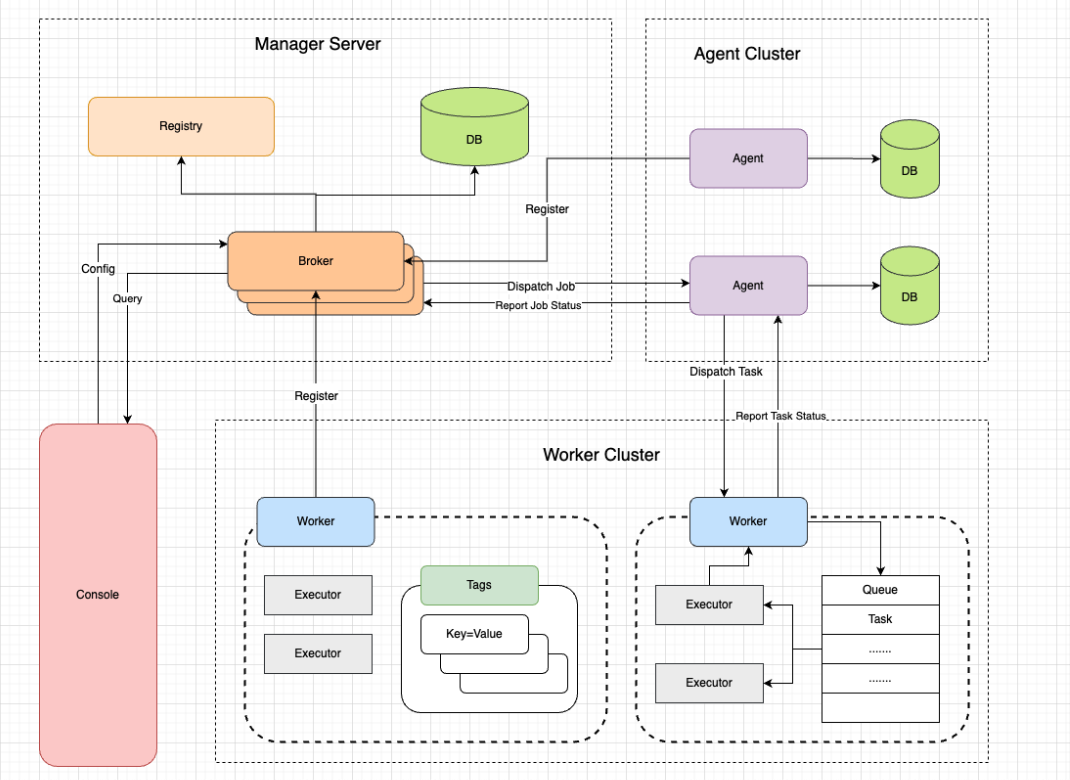 Manager Server
Agent Cluster
Registry
DB
Agent
DB
Register
Broker
Config
Query
Dispatch Job
Report Job Status
Agent
DB
Dispatch Task
Register
Report Task Status
Worker Cluster
Console
Worker
Executor
Executor
Tags
Key=Value
Worker
Executor
Executor
Queue
Task
.......
.......